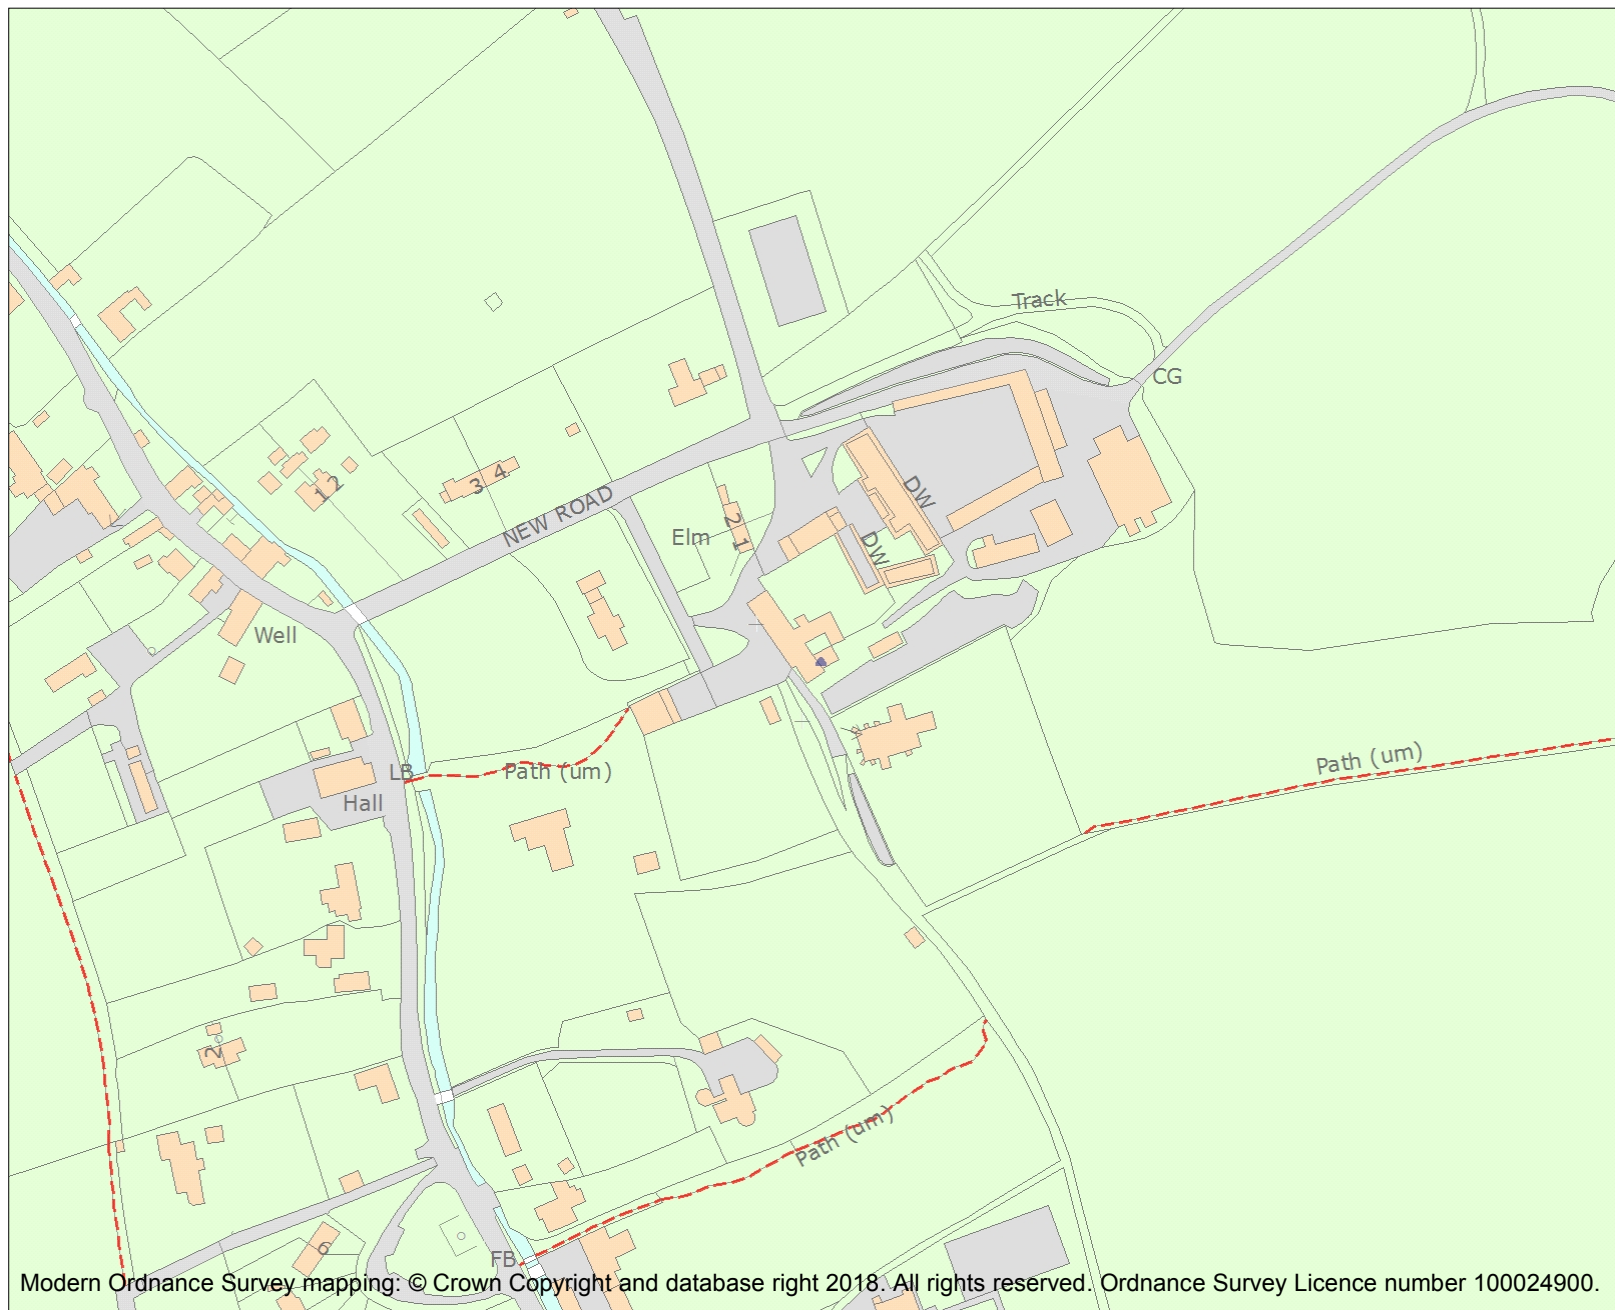 Track
CG
3 4
1 2
NEW ROAD
DW
2
1
Elm
DW
Well
Path (um)
LB
Path (um)
Hall
2
Path (um)
6
FB
Modern Ordnance Survey mapping: © Crown Copyright and database right 2018. All rights reserved. Ordnance Survey Licence number 100024900.